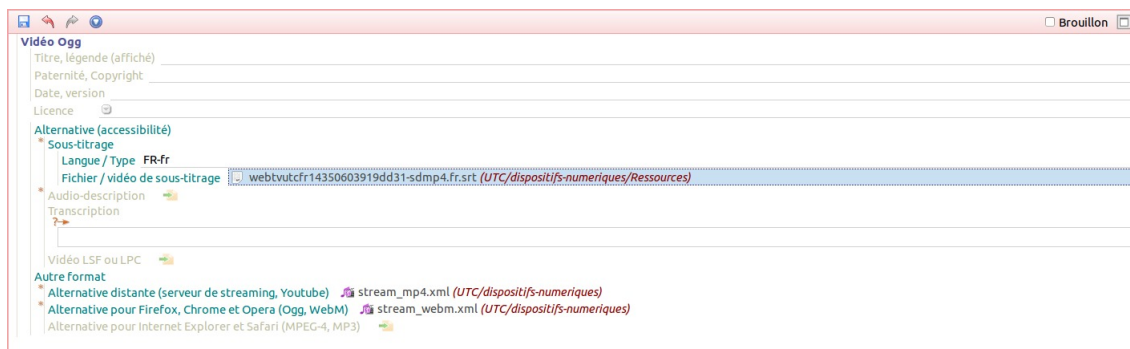 Brouillon
Vidéo Ogg
Titre, légende (affiché)
Paternité, Copyright
Date, version
Licence
Alternative (accessibilité)
* Sous-titrage
Langue / Type FR-fr
Fichier / vidéo de sous-titrage webtvutcfr14350603919dd31-sdmp4.fr.srt (UTC/dispositifs-numeriques/Ressources)
* Audio-description
Transcription
?
Vidéo LSF ou LPC
Autre format
* Alternative distante (serveur de streaming, Youtube) stream_mp4.xml (UTC/dispositifs-numeriques)
* Alternative pour Firefox, Chrome et Opera (Ogg, WebM) stream_webm.xml (UTC/dispositifs-numeriques)
Alternative pour Internet Explorer et Safari (MPEG-4, MP3)